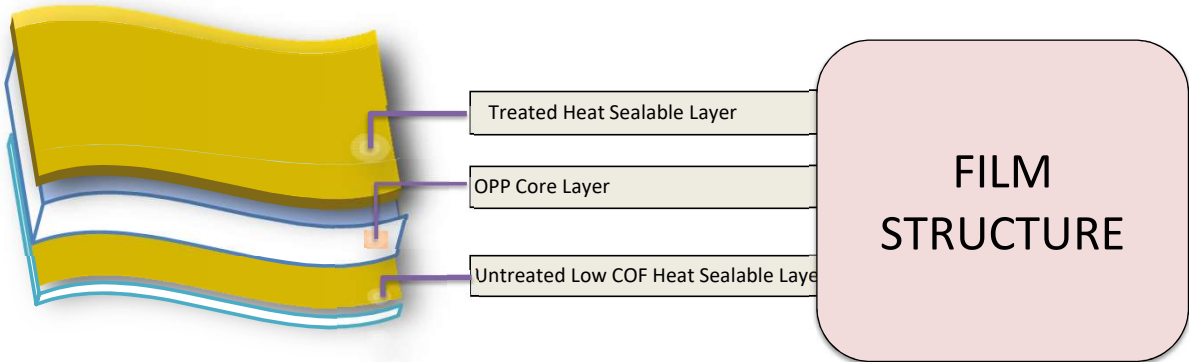 Treated Heat Sealable Layer
OPP Core Layer
Untreated Low COF Heat Sealable Laye
FILM
STRUCTURE